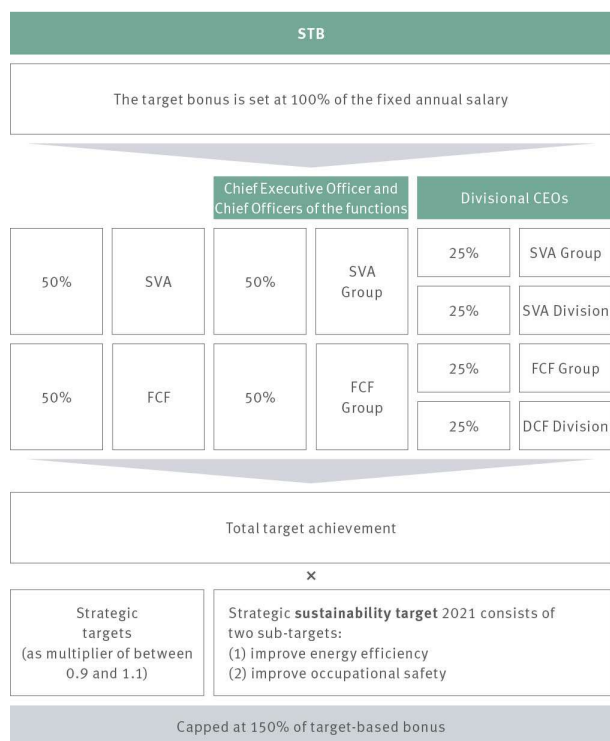 STB
The target bonus is set at 100% of the fixed annual salary
Chief Executive Officer and
Chief Officers of the functions
Divisional CEOs
50%
SVA
50%
SVA
Group
25%
SVA Group
25%
SVA Division
50%
FCF
50%
FCF
Group
25%
FCF Group
25%
DCF Division
Total target achievement
×
Strategic
targets
(as multiplier of between
0.9 and 1.1)
Strategic sustainability target 2021 consists of
two sub-targets:
(1) improve energy efficiency
(2) improve occupational safety
Capped at 150% of target-based bonus